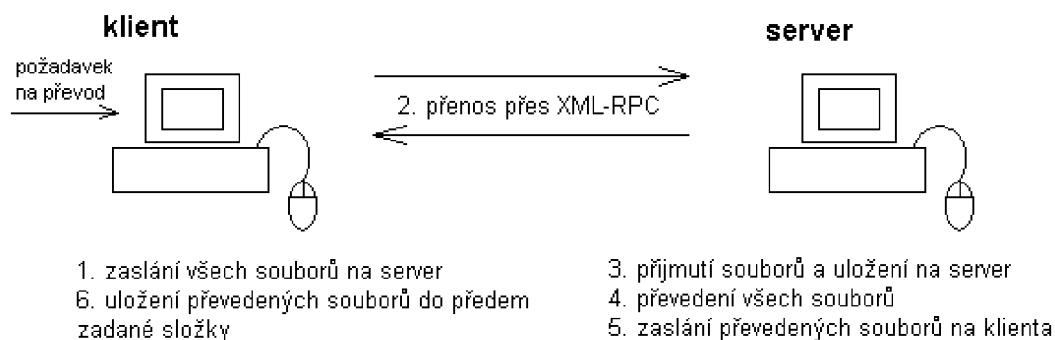 klient
server
požadavek
na převod
2. přenos přes XML-RPC
1. zaslání všech souborů na server
6. uložení převedených souborů do předem
zadané složky
3. přijmutí souborů a uložení na server
4. převedení všech souborů
5. zaslání převedených souborů na klienta